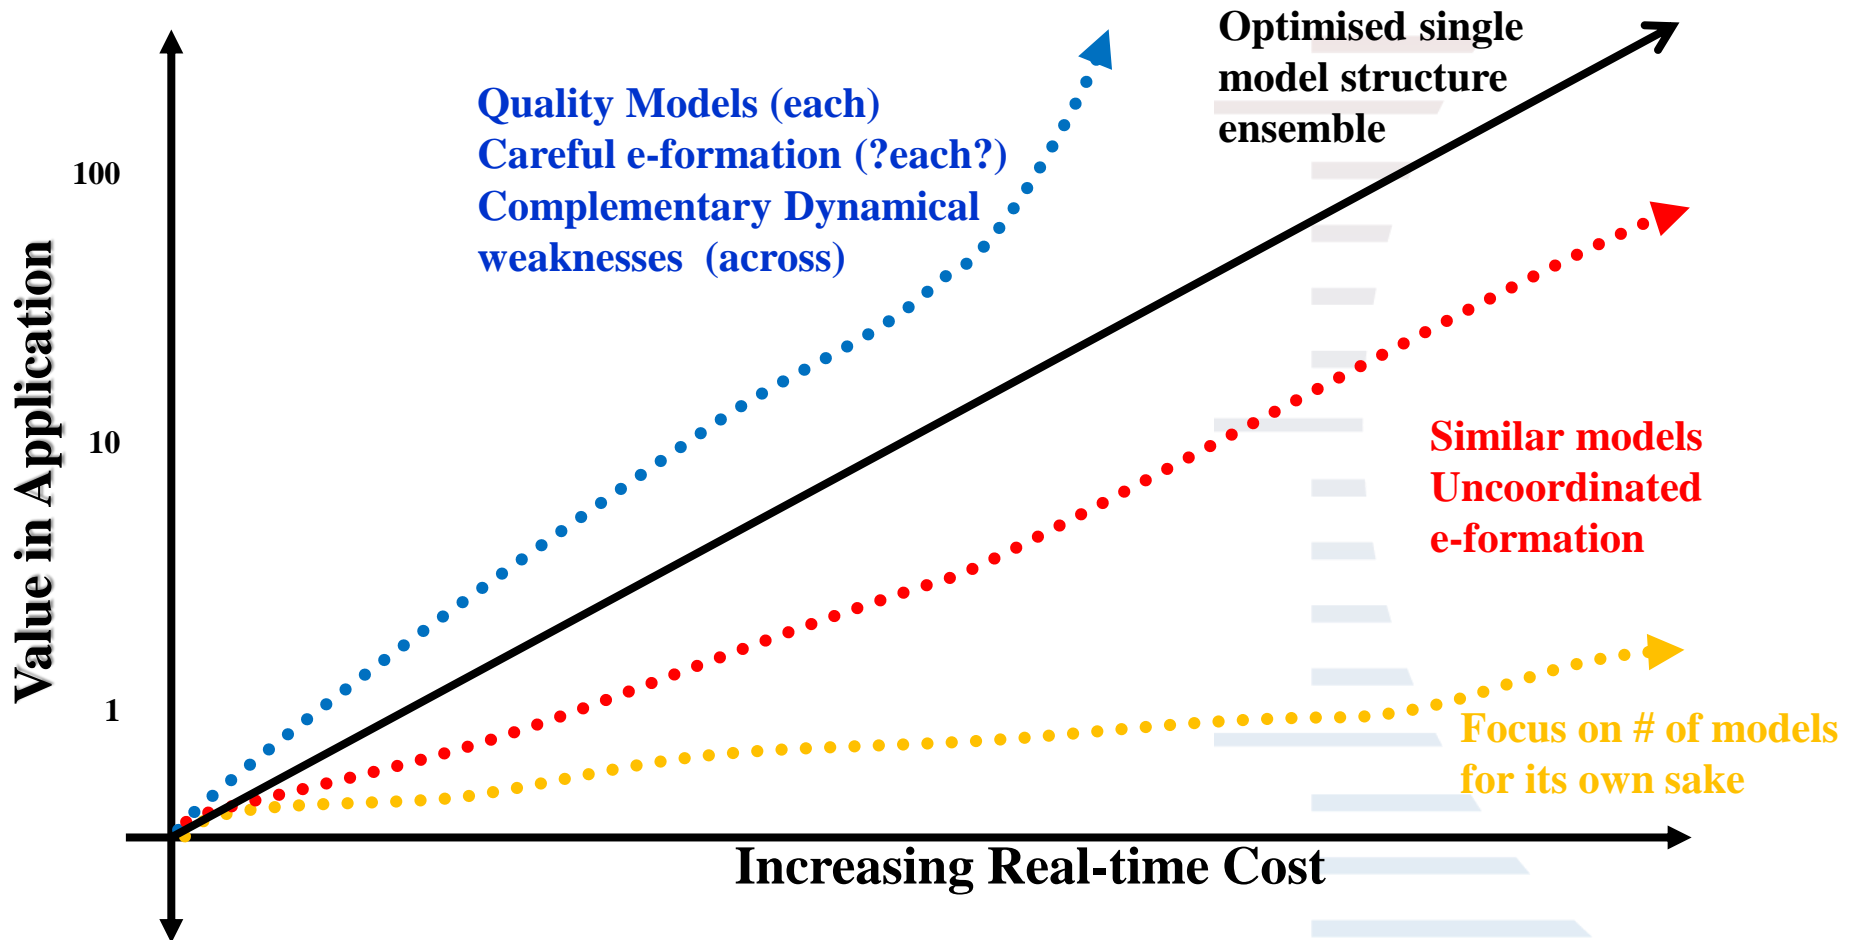 Optimised single
model structure
ensemble
Quality Models (each)
Careful e-formation (?each?)
Complementary Dynamical
weaknesses (across)
100
10
1
Value in Application
Similar models
Uncoordinated
e-formation
Focus on # of models
for its own sake
Increasing Real-time Cost